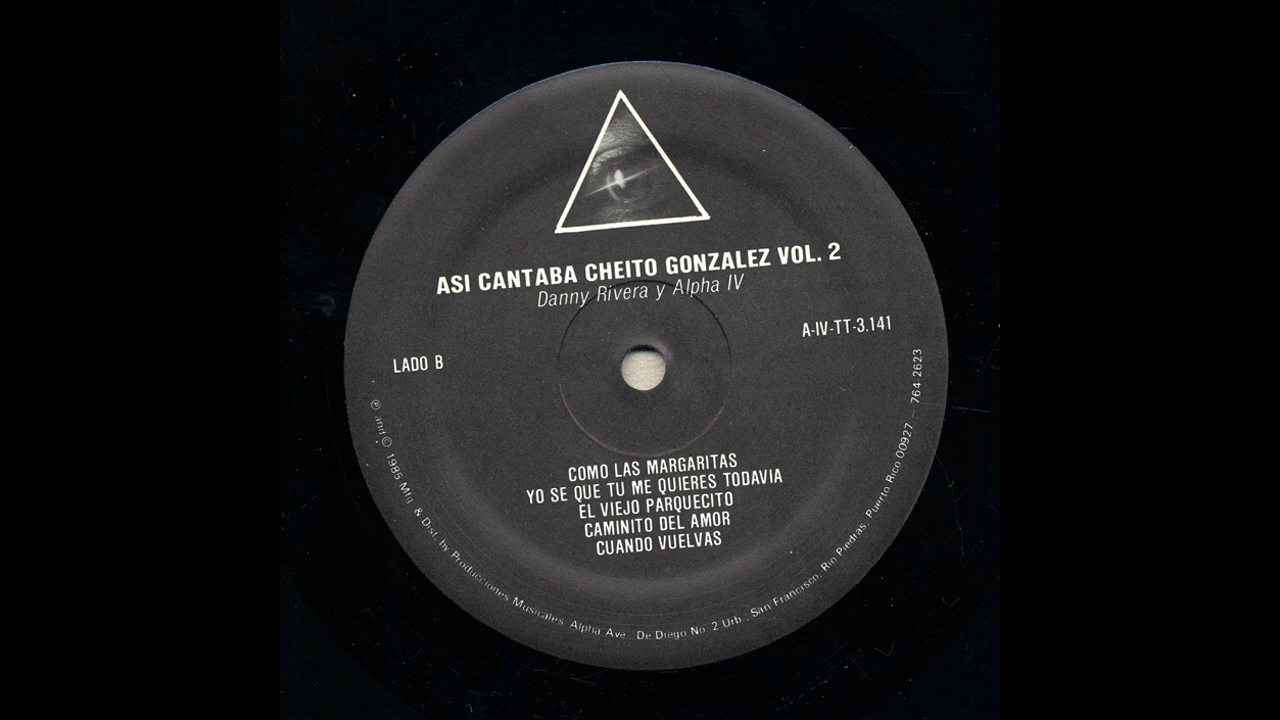 ASI CANTABA CHEITO GONZALEZ VOL. 2
Danny Rivera y Alpha IV
A-IV-TT-3.141
LADO B
COMO LAS MARGARITAS
YO SE QUE TU ME QUIERES TODAVIA
EL VIEJO PARQUECITO
CAMINITO DEL AMOR
CUANDO VUELVAS
℗ and © 1985 Mfd. & Dist. by Producciones Musicales Alpha Ave. De Diego No. 2 Urb. San Francisco, Rio Piedras, Puerto Rico 00927 – 764 2623